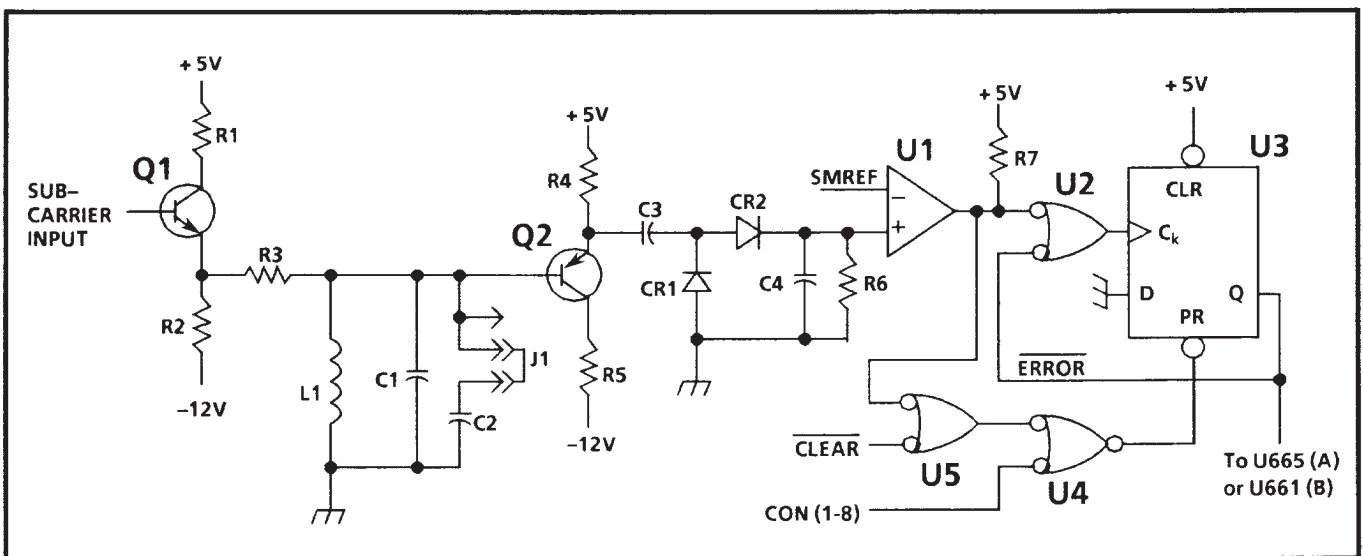 + 5V
R1
Q1
SUB–
CARRIER
INPUT
R3
R2
–12V
L1
C1
C2
J1
+ 5V
R4
Q2
R5
–12V
C3
CR2
CR1
C4
R6
SMREF
–
+
U1
+ 5V
R7
U2
+ 5V
U3
CLR
Ck
D
Q
PR
ERROR
CLEAR
U5
U4
CON (1-8)
To U665 (A)
or U661 (B)